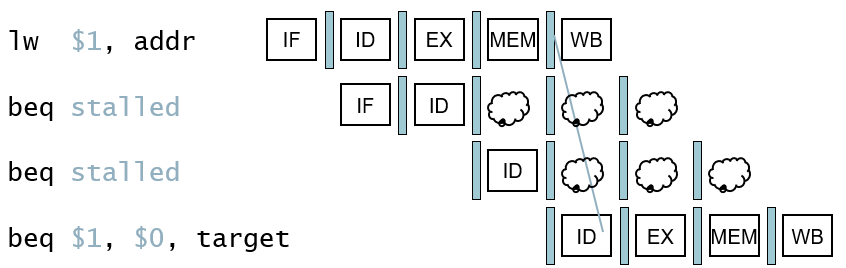 lw $1, addr IF ID EX MEM WB
beq stalled IF ID
beq stalled ID
beq $1, $0, target ID EX MEM WB